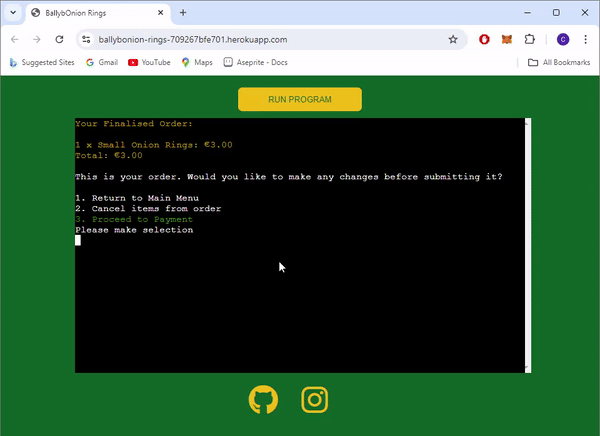 BallybOnion Rings
ballybonion-rings-709267bfe701.herokuapp.com
C
Suggested Sites
Gmail
YouTube
Maps
Aseprite - Docs
All Bookmarks
RUN PROGRAM
Your Finalised Order:
1 x Small Onion Rings: €3.00
Total: €3.00
This is your order. Would you like to make any changes before submitting it?
1. Return to Main Menu
2. Cancel items from order
3. Proceed to Payment
Please make selection